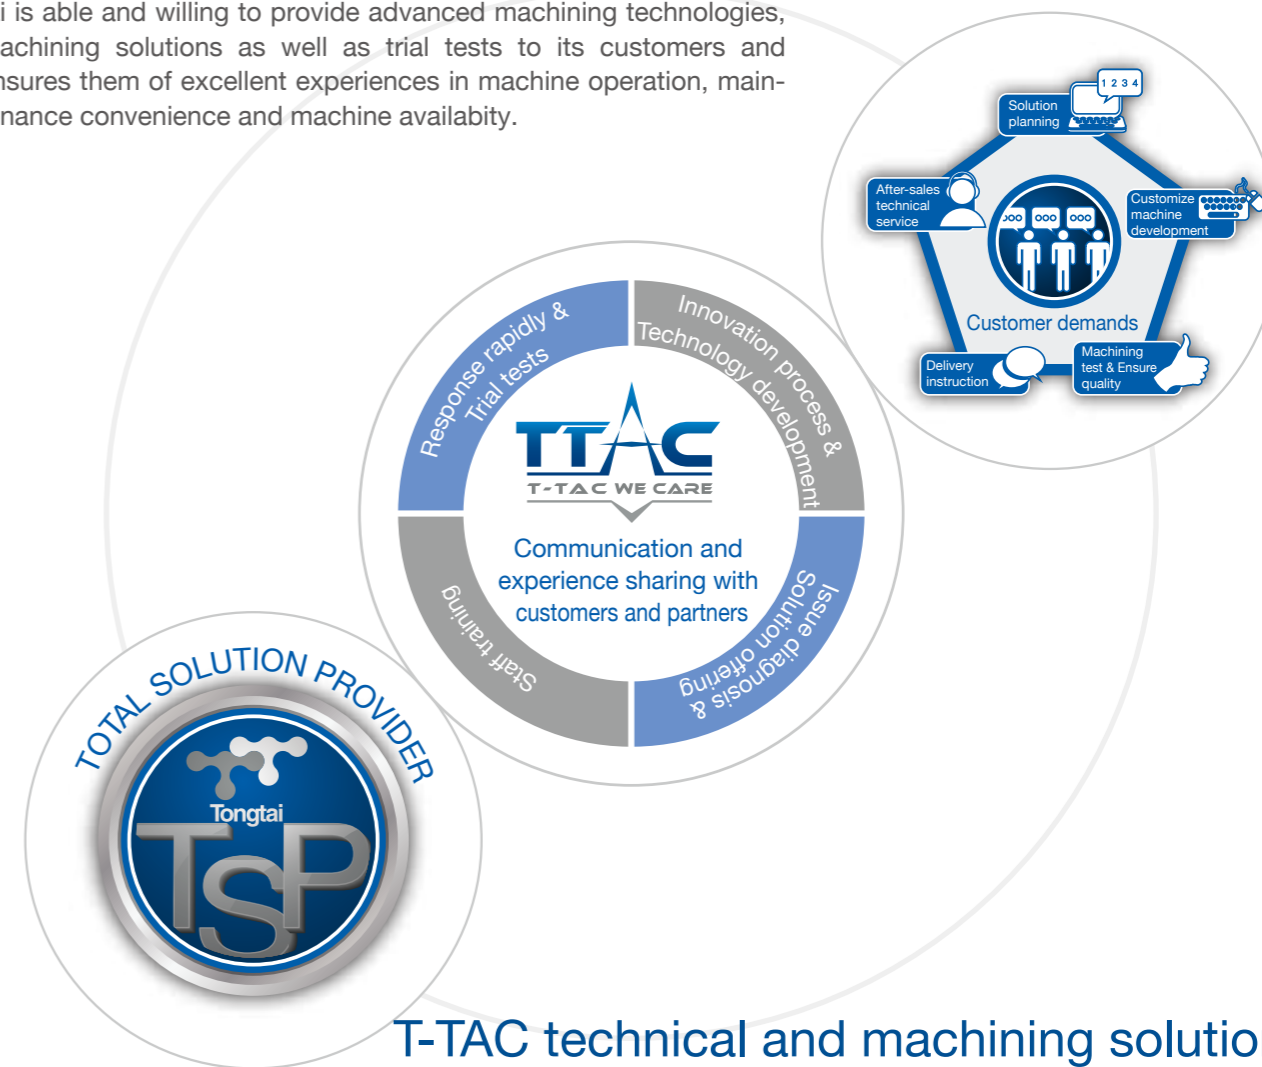 i is able and willing to provide advanced machining technologies,
achining solutions as well as trial tests to its customers and
nsures them of excellent experiences in machine operation, main-
nance convenience and machine availabity.
1 2 3 4
Solution
planning
After-sales
technical
service
Customize
machine
development
Customer demands
Delivery
instruction
Machining
test & Ensure
quality
Response rapidly &
Trial tests
Innovation process &
Technology development
TTAC
T-TAC WE CARE
Communication and
experience sharing with
customers and partners
Staff training
Issue diagnosis &
Solution offering
TOTAL SOLUTION PROVIDER
Tongtai
TSP
T-TAC technical and machining solutio